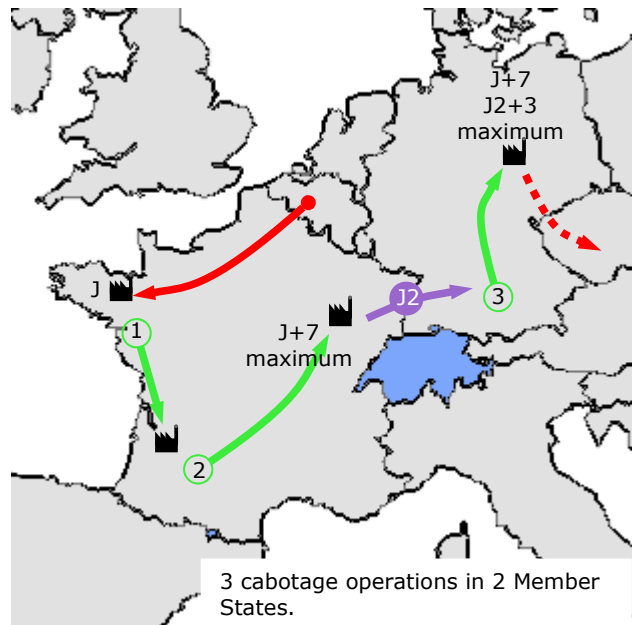 J+7
J2+3
maximum
J
J2
3
1
J+7
maximum
2
3 cabotage operations in 2 Member
States.